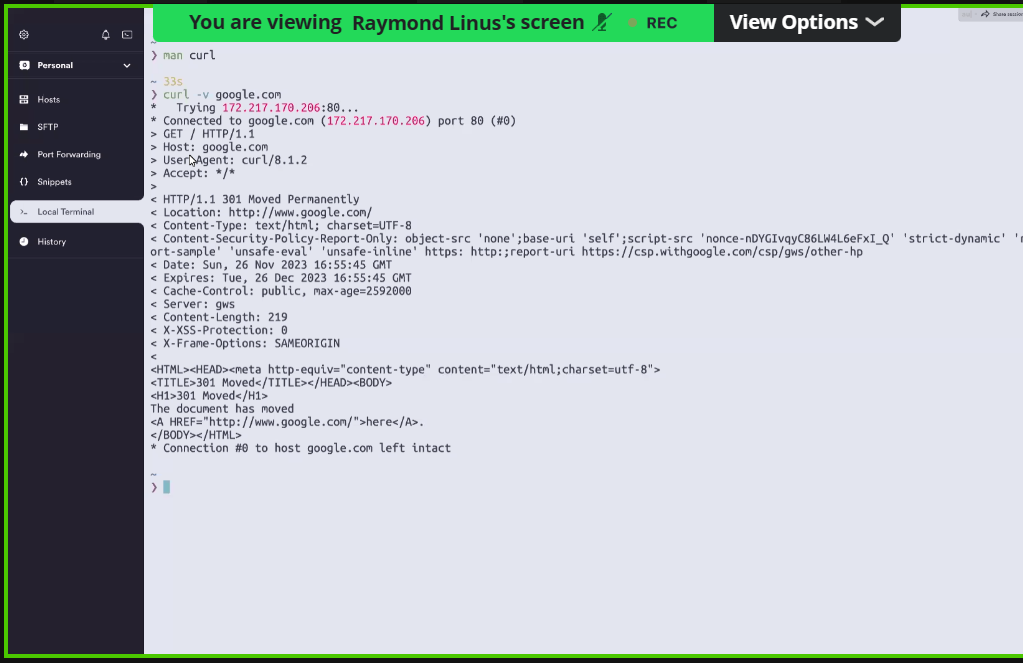 You are viewing Raymond Linus's screen REC View Options
Share session
Personal
Hosts
SFTP
Port Forwarding
Snippets
Local Terminal
History
~
❯ man curl
~ 33s
❯ curl -v google.com
*   Trying 172.217.170.206:80...
* Connected to google.com (172.217.170.206) port 80 (#0)
> GET / HTTP/1.1
> Host: google.com
> User-Agent: curl/8.1.2
> Accept: */*
>
< HTTP/1.1 301 Moved Permanently
< Location: http://www.google.com/
< Content-Type: text/html; charset=UTF-8
< Content-Security-Policy-Report-Only: object-src 'none';base-uri 'self';script-src 'nonce-nDYGIvqyC86LW4L6eFxI_Q' 'strict-dynamic'
ort-sample' 'unsafe-eval' 'unsafe-inline' https: http:;report-uri https://csp.withgoogle.com/csp/gws/other-hp
< Date: Sun, 26 Nov 2023 16:55:45 GMT
< Expires: Tue, 26 Dec 2023 16:55:45 GMT
< Cache-Control: public, max-age=2592000
< Server: gws
< Content-Length: 219
< X-XSS-Protection: 0
< X-Frame-Options: SAMEORIGIN
<
<HTML><HEAD><meta http-equiv="content-type" content="text/html;charset=utf-8">
<TITLE>301 Moved</TITLE></HEAD><BODY>
<H1>301 Moved</H1>
The document has moved
<A HREF="http://www.google.com/">here</A>.
</BODY></HTML>
* Connection #0 to host google.com left intact
~
❯